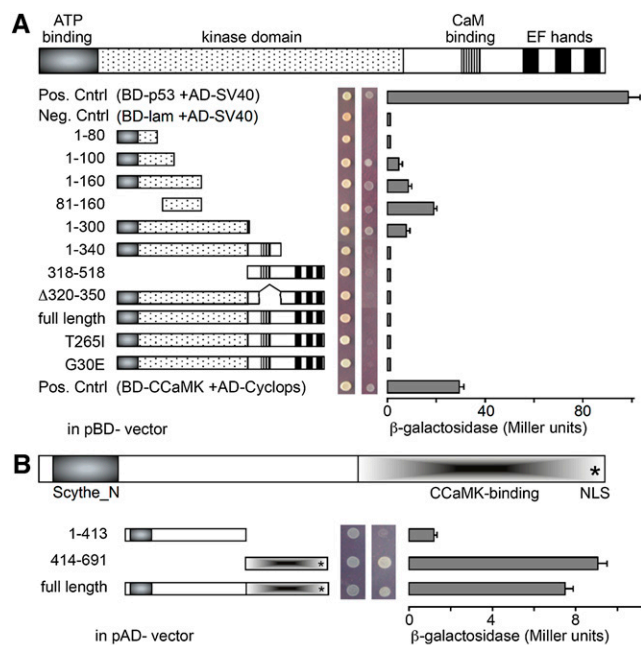 A
ATP binding
kinase domain
CaM binding
EF hands
Pos. Cntrl (BD-p53 +AD-SV40)
Neg. Cntrl (BD-lam +AD-SV40)
1-80
1-100
1-160
81-160
1-300
1-340
318-518
Δ320-350
full length
T265I
G30E
Pos. Cntrl (BD-CCaMK +AD-Cyclops)
0 40 80
in pBD- vector
β-galactosidase (Miller units)
B
*
Scythe_N
CCaMK-binding
NLS
1-413
414-691
*
full length
*
0 4 8
in pAD- vector
β-galactosidase (Miller units)